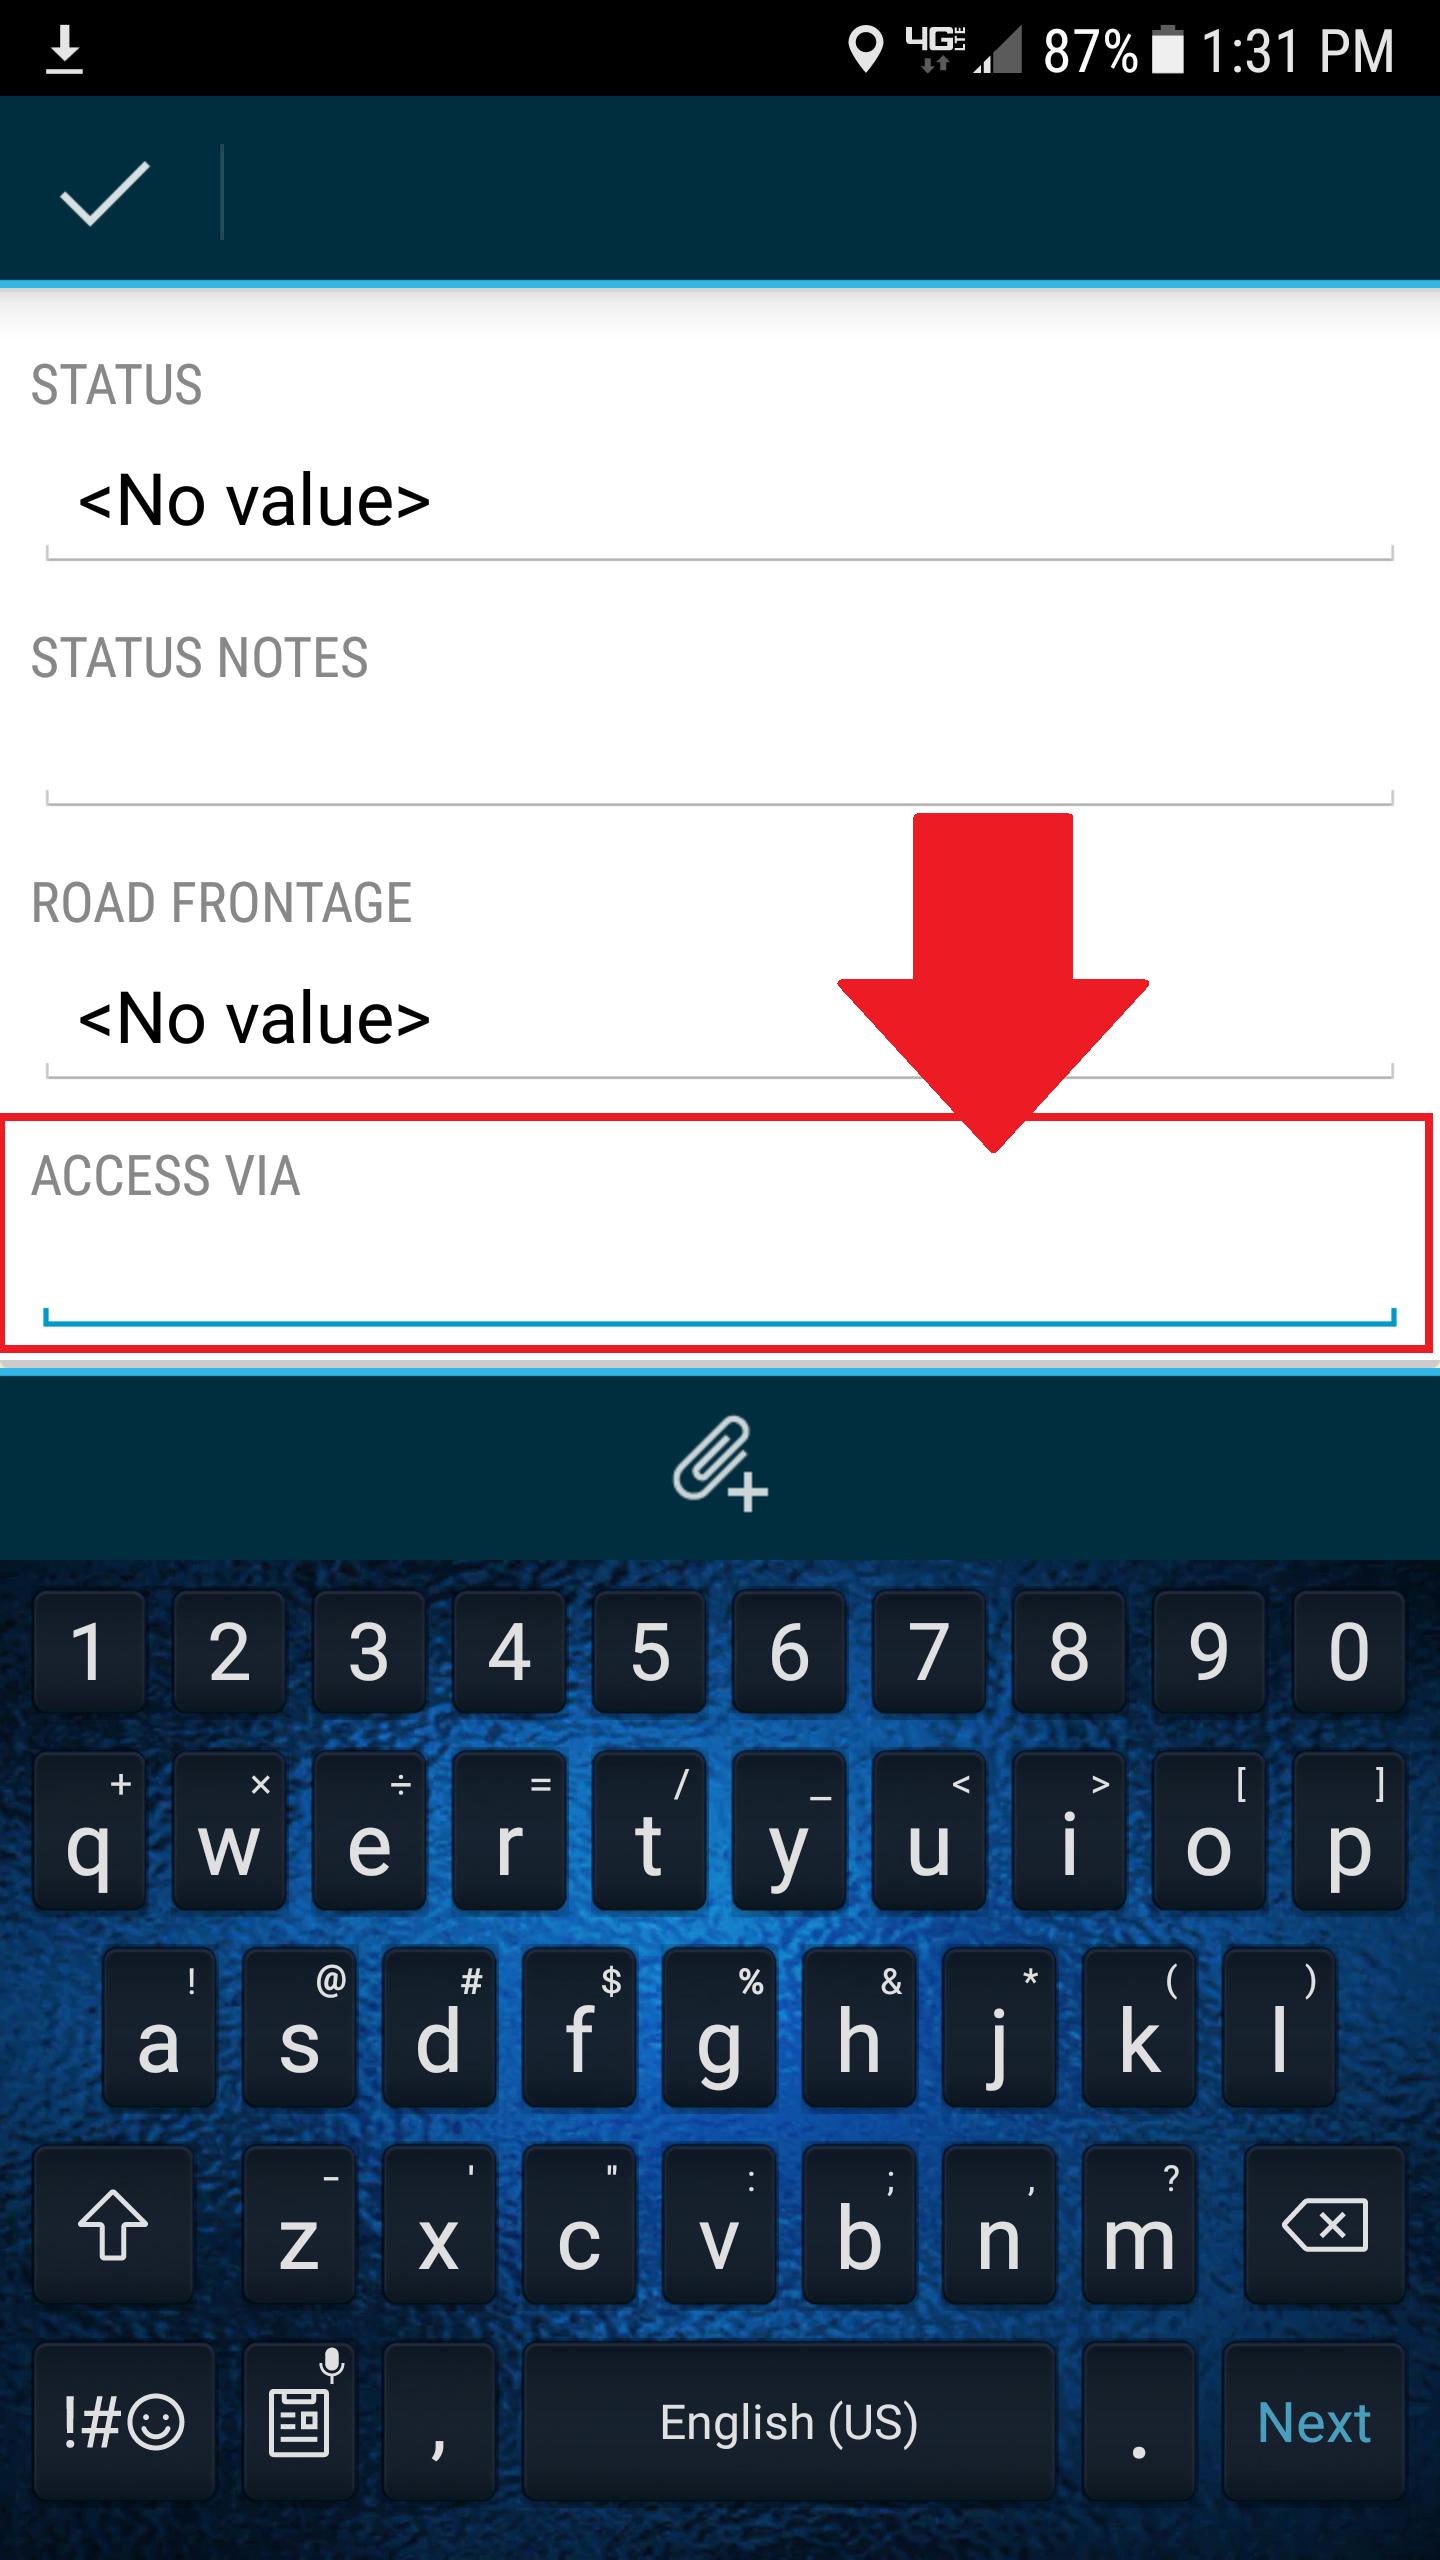 4G LTE 87% 1:31 PM
STATUS
<No value>
STATUS NOTES
ROAD FRONTAGE
<No value>
ACCESS VIA
1 2 3 4 5 6 7 8 9 0
+ × ÷ = / _ < > [ ]
q w e r t y u i o p
! @ # $ % & * ( )
a s d f g h j k l
- ' " : ; , ?
z x c v b n m
!# , English (US) . Next